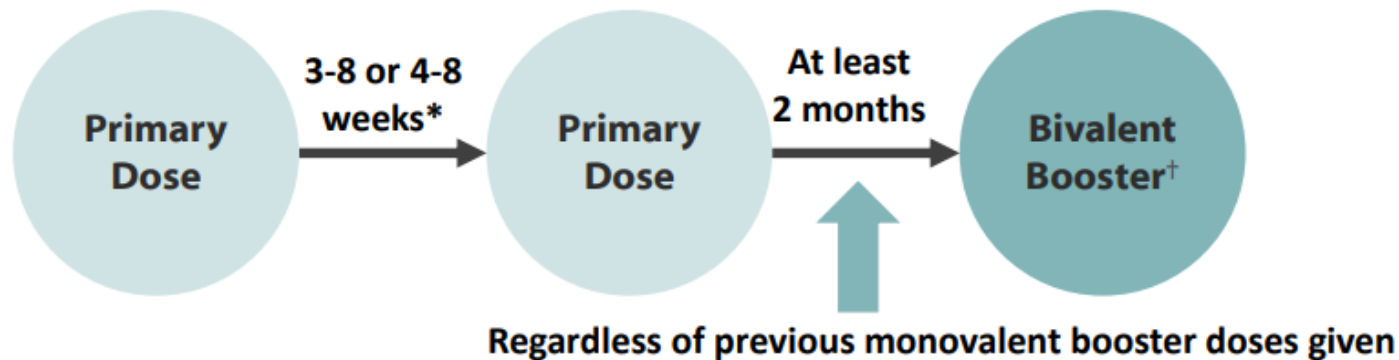 Primary
Dose
3-8 or 4-8
weeks*
Primary
Dose
At least
2 months
Bivalent
Booster†
Regardless of previous monovalent booster doses given